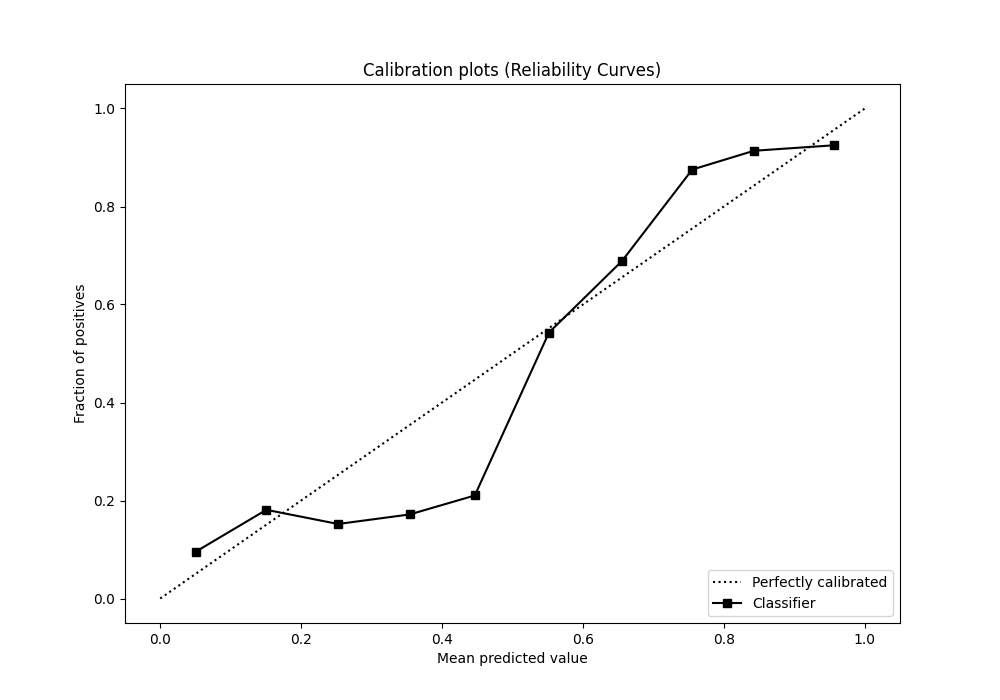 Calibration plots (Reliability Curves)
Fraction of positives
1.0
0.8
0.6
0.4
0.2
0.0
0.0 0.2 0.4 0.6 0.8 1.0
Mean predicted value
Perfectly calibrated
Classifier